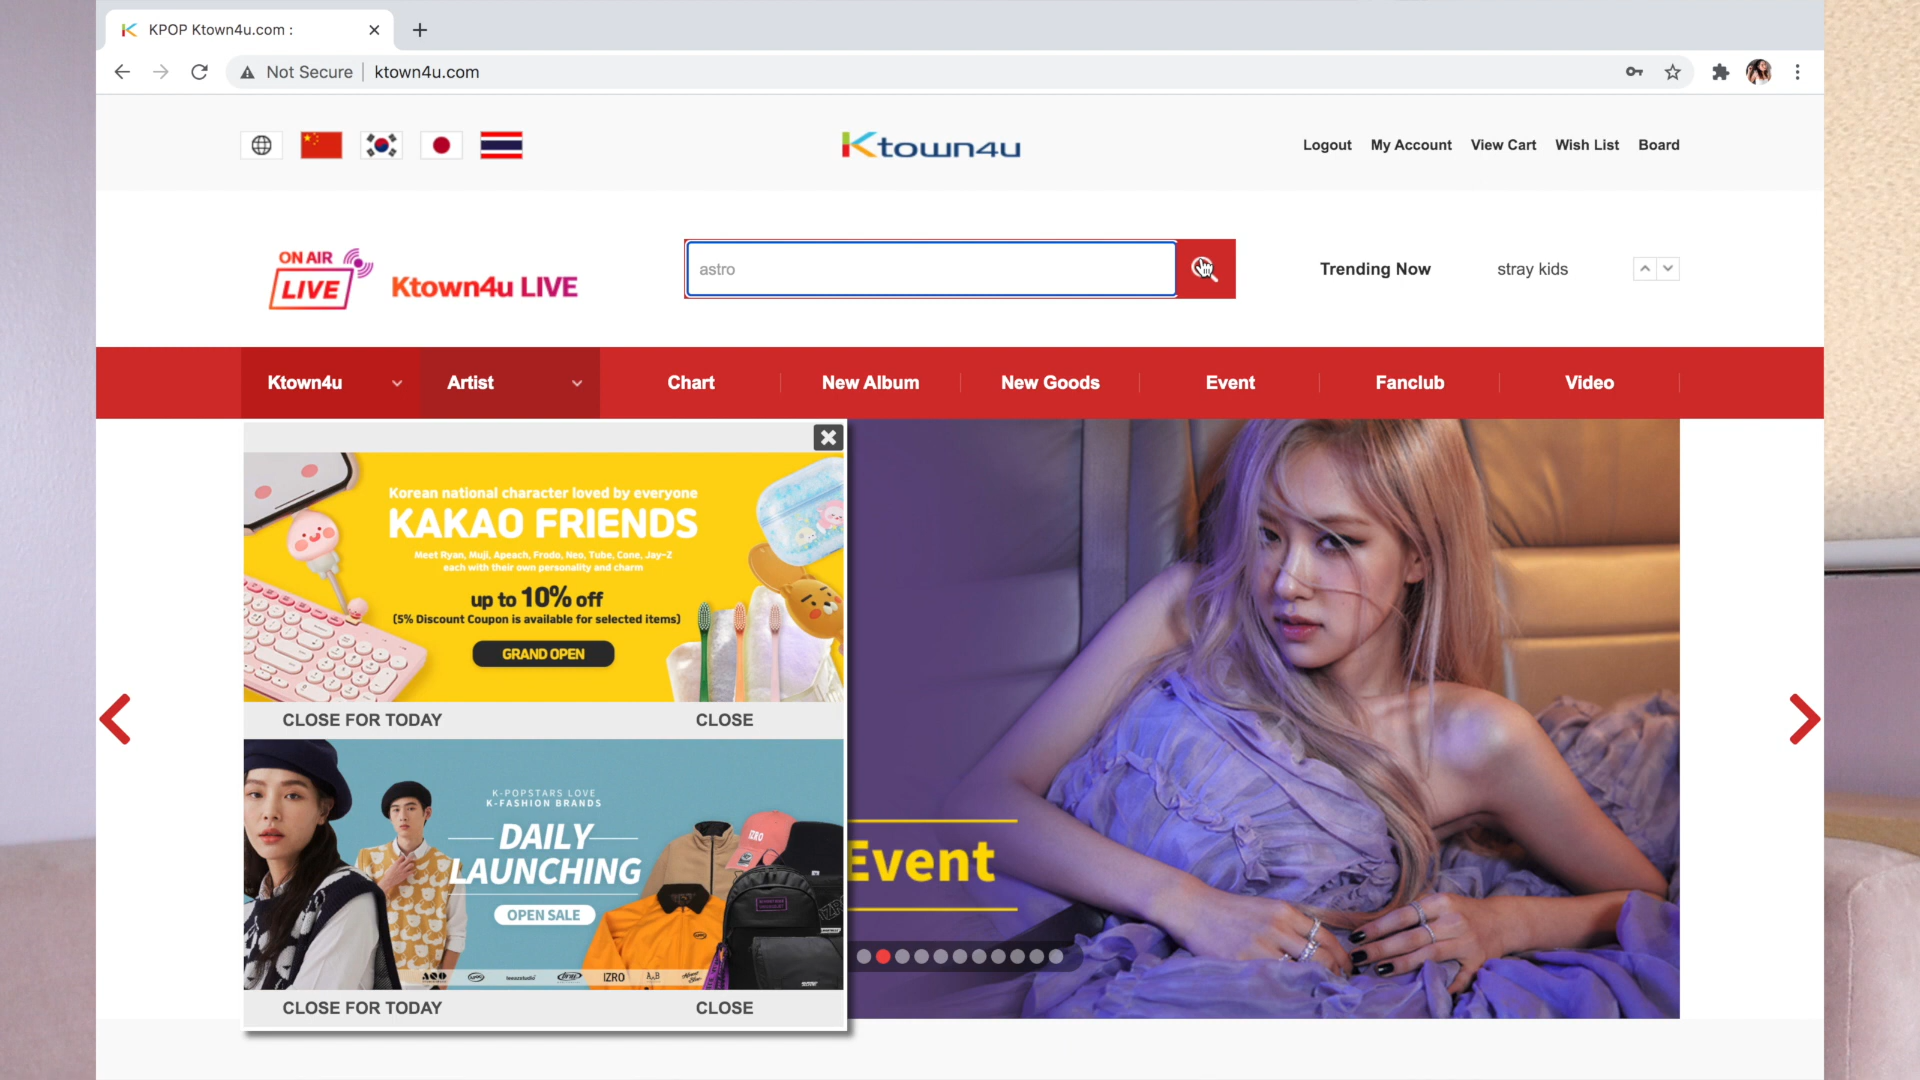 KPOP Ktown4u.com :
Not Secure
ktown4u.com
Ktown4u
Logout
My Account
View Cart
Wish List
Board
ON AIR
LIVE
Ktown4u LIVE
astro
Trending Now
stray kids
Ktown4u
Artist
Chart
New Album
New Goods
Event
Fanclub
Video
Korean national character loved by everyone
KAKAO FRIENDS
Meet Ryan, Muji, Apeach, Frodo, Neo, Tube, Cone, Jay-Z
each with their own personality and charm
up to 10% off
(5% Discount Coupon is available for selected items)
GRAND OPEN
CLOSE FOR TODAY
CLOSE
K-POPSTARS LOVE
K-FASHION BRANDS
DAILY
LAUNCHING
OPEN SALE
IZRO
IZRO
CLOSE FOR TODAY
CLOSE
Event